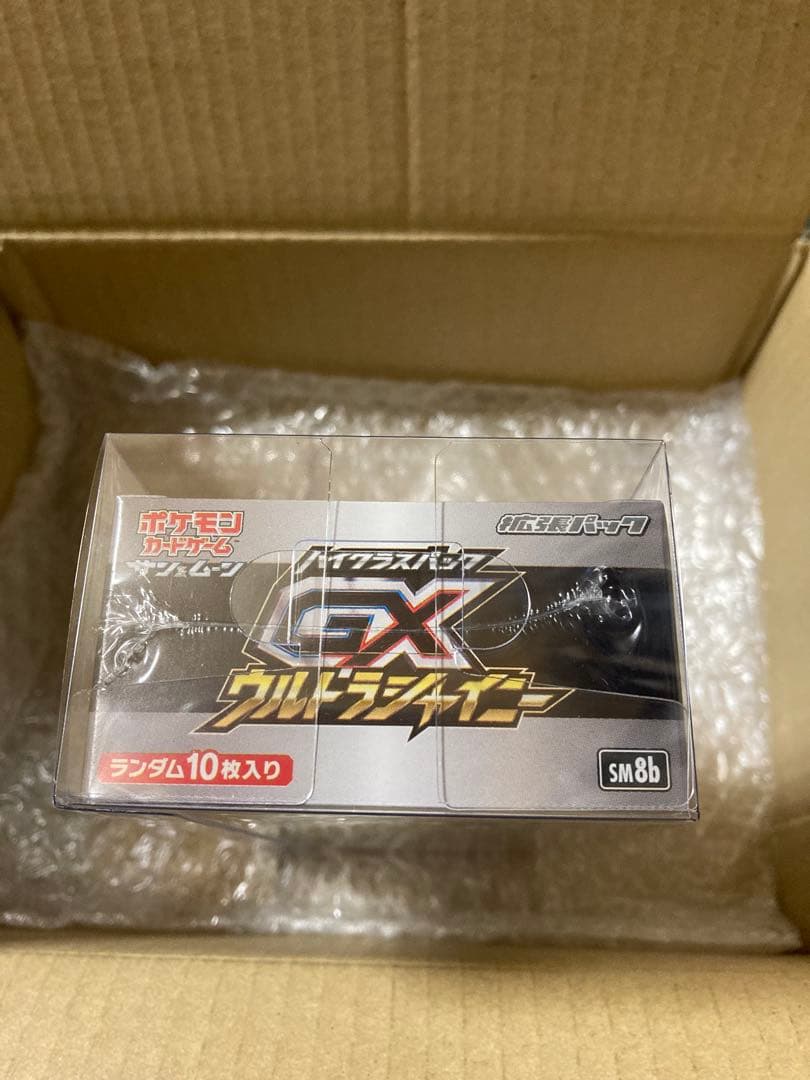 ポケモン
カードゲーム
サン&ムーン
拡張パック
ハイクラスパック
GX
ウルトラシャイニー
ランダム10枚入り
SM8b